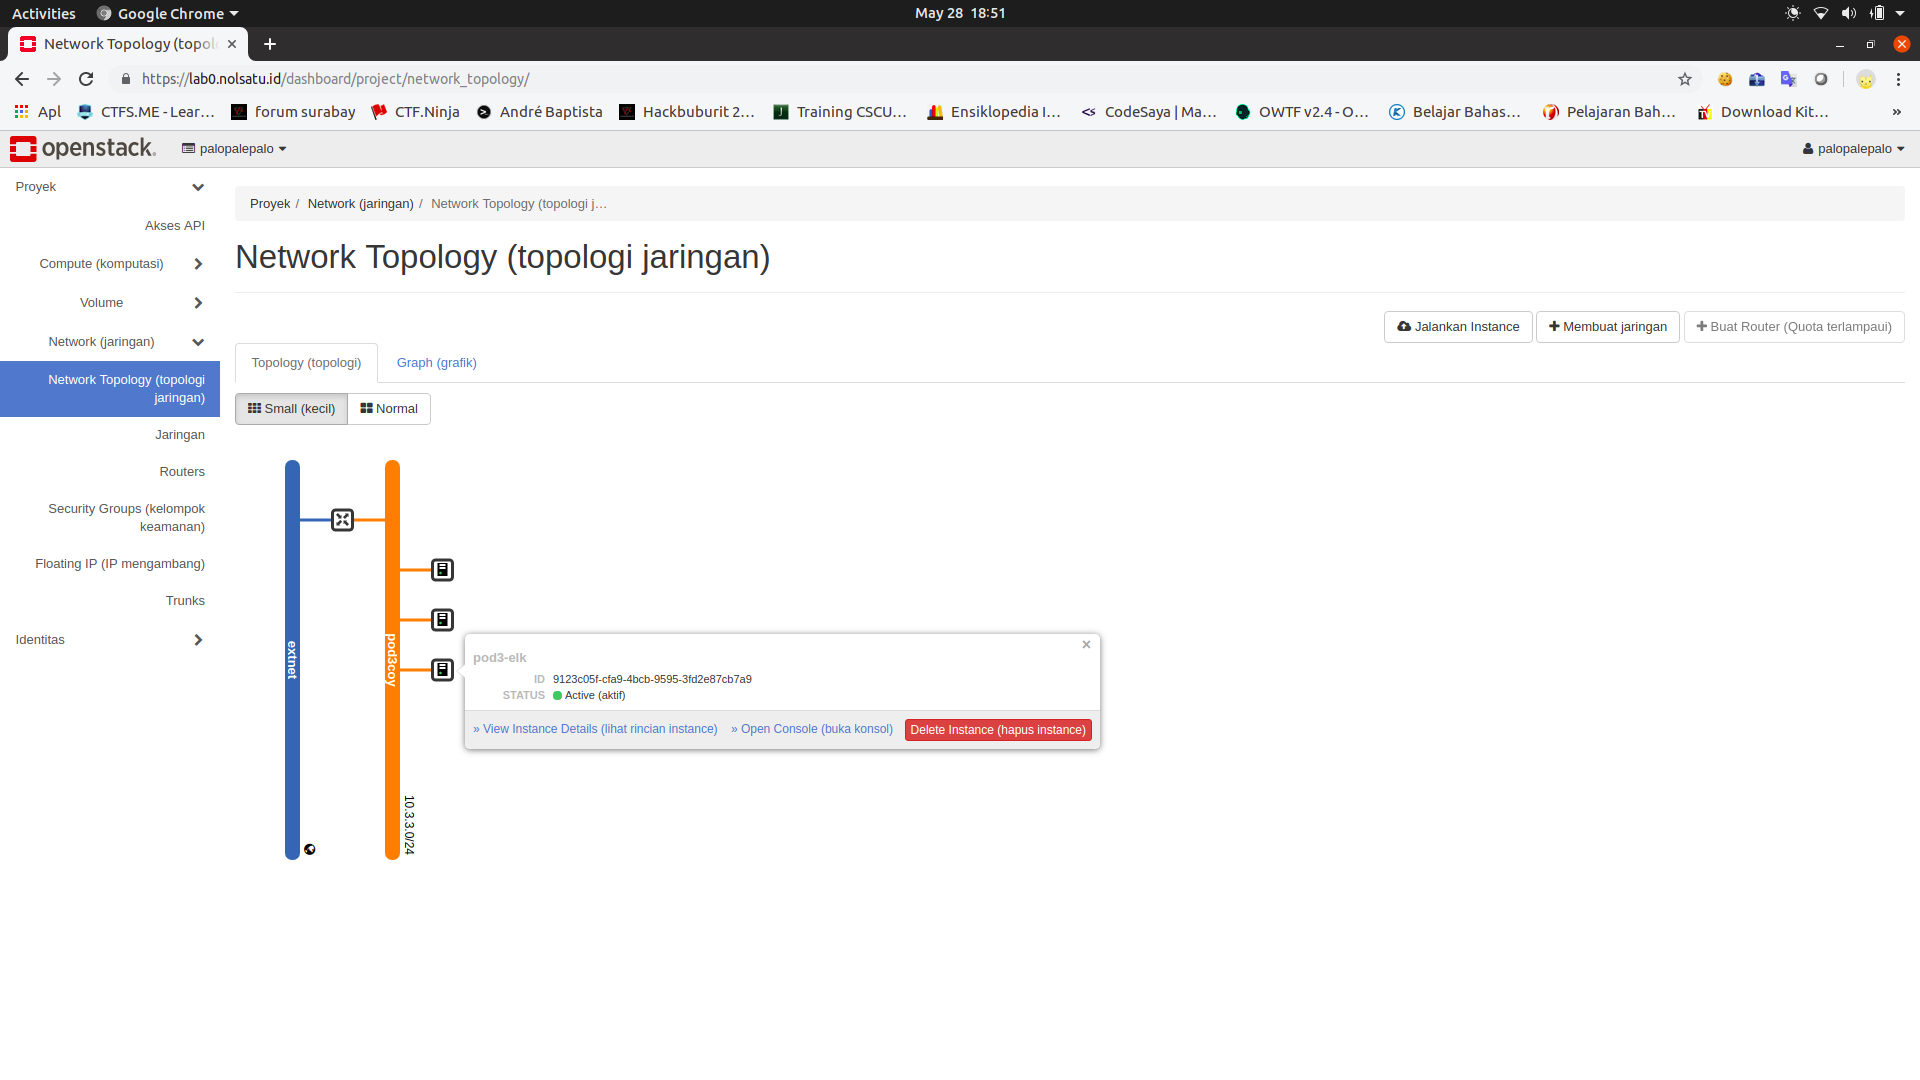 Activities
Google Chrome
May 28 18:51
Network Topology (topol
https://lab0.nolsatu.id/dashboard/project/network_topology/
Apl
CTFS.ME - Lear…
forum surabay
CTF.Ninja
André Baptista
Hackbuburit 2…
Training CSCU…
Ensiklopedia I…
CodeSaya | Ma…
OWTF v2.4 - O…
Belajar Bahas…
Pelajaran Bah…
Download Kit…
»
openstack.
palopalepalo
palopalepalo
Proyek
Akses API
Compute (komputasi)
Volume
Network (jaringan)
Network Topology (topologi
jaringan)
Jaringan
Routers
Security Groups (kelompok
keamanan)
Floating IP (IP mengambang)
Trunks
Identitas
Proyek / Network (jaringan) / Network Topology (topologi j…
Network Topology (topologi jaringan)
Jalankan Instance
Membuat jaringan
Buat Router (Quota terlampaui)
Topology (topologi)
Graph (grafik)
Small (kecil)
Normal
extnet
pod3coy
10.3.3.0/24
pod3-elk
×
ID 9123c05f-cfa9-4bcb-9595-3fd2e87cb7a9
STATUS Active (aktif)
» View Instance Details (lihat rincian instance)
» Open Console (buka konsol)
Delete Instance (hapus instance)